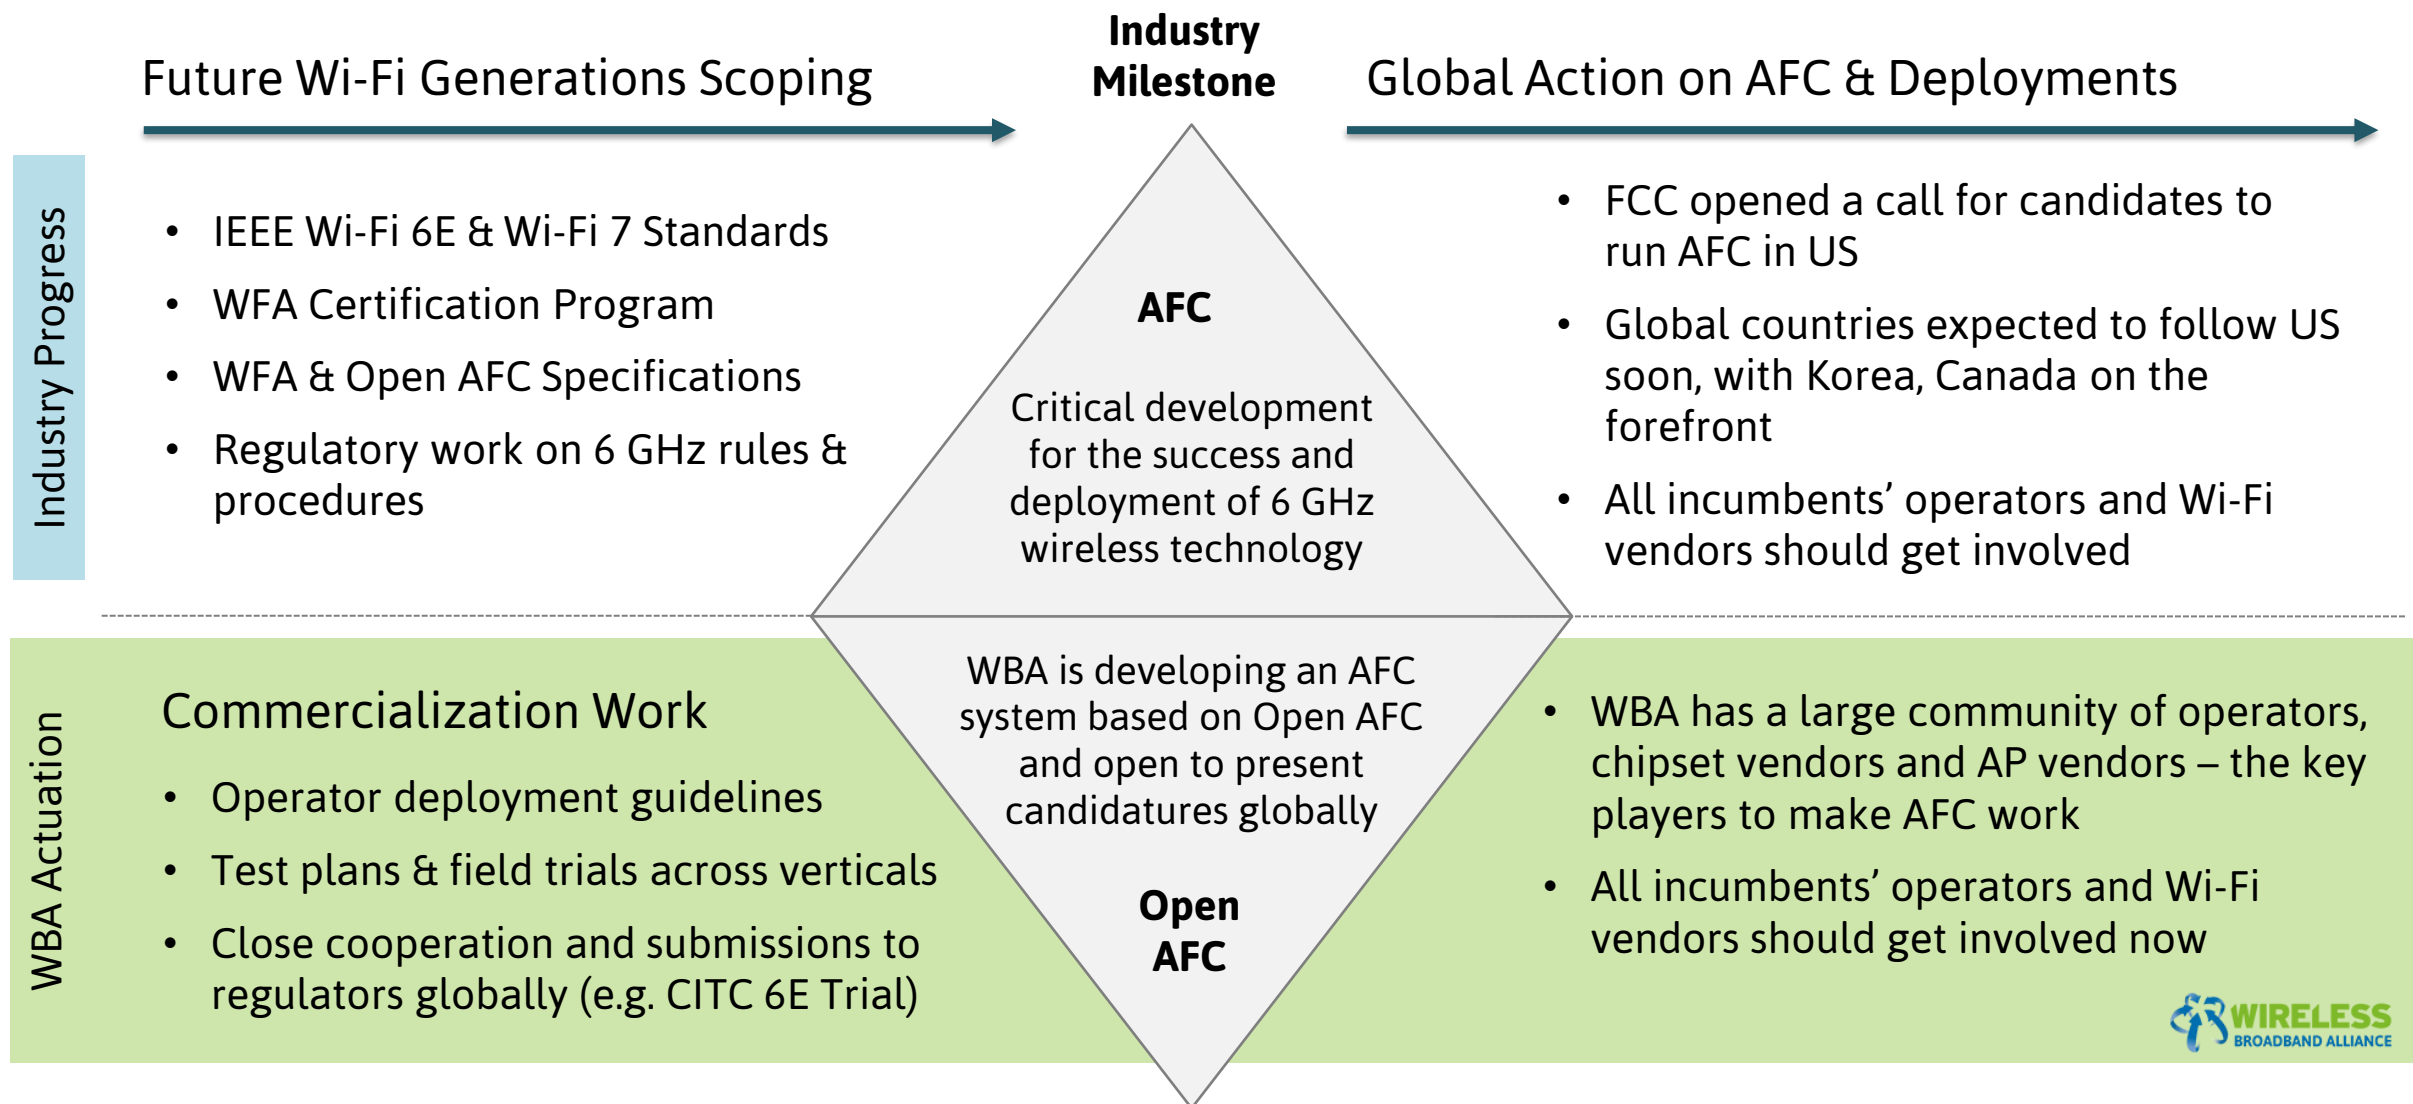 Future Wi-Fi Generations Scoping
Industry
Milestone
Global Action on AFC & Deployments
Industry Progress
• IEEE Wi-Fi 6E & Wi-Fi 7 Standards
• WFA Certification Program
• WFA & Open AFC Specifications
• Regulatory work on 6 GHz rules &
procedures
AFC
Critical development
for the success and
deployment of 6 GHz
wireless technology
• FCC opened a call for candidates to
run AFC in US
• Global countries expected to follow US
soon, with Korea, Canada on the
forefront
• All incumbents’ operators and Wi-Fi
vendors should get involved
WBA Actuation
Commercialization Work
• Operator deployment guidelines
• Test plans & field trials across verticals
• Close cooperation and submissions to
regulators globally (e.g. CITC 6E Trial)
WBA is developing an AFC
system based on Open AFC
and open to present
candidatures globally
Open
AFC
• WBA has a large community of operators,
chipset vendors and AP vendors – the key
players to make AFC work
• All incumbents’ operators and Wi-Fi
vendors should get involved now
WIRELESS
BROADBAND ALLIANCE